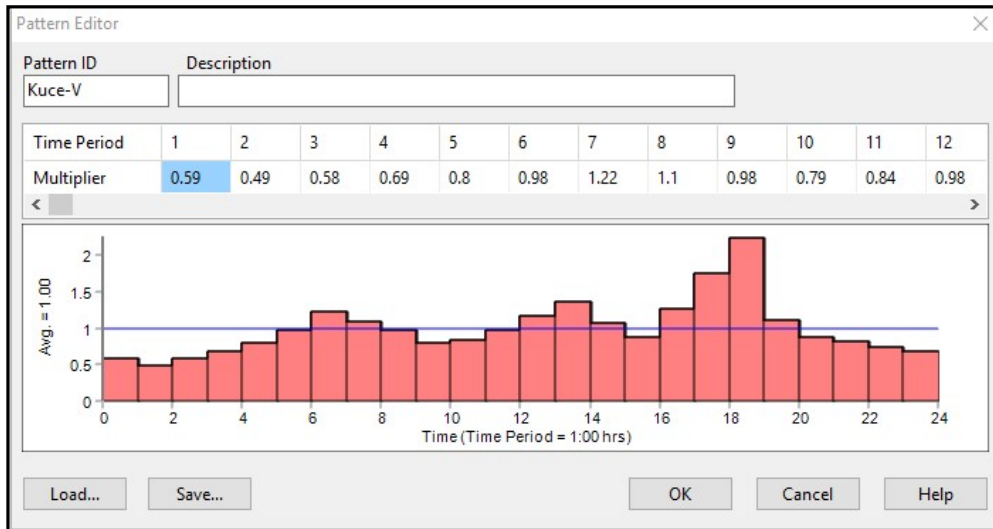 Pattern Editor
Pattern ID Description
Kuce-V
Time Period 1 2 3 4 5 6 7 8 9 10 11 12
Multiplier 0.59 0.49 0.58 0.69 0.8 0.98 1.22 1.1 0.98 0.79 0.84 0.98
Avg. = 1.00
2
1.5
1
0.5
0
0 2 4 6 8 10 12 14 16 18 20 22 24
Time (Time Period = 1:00 hrs)
Load... Save... OK Cancel Help